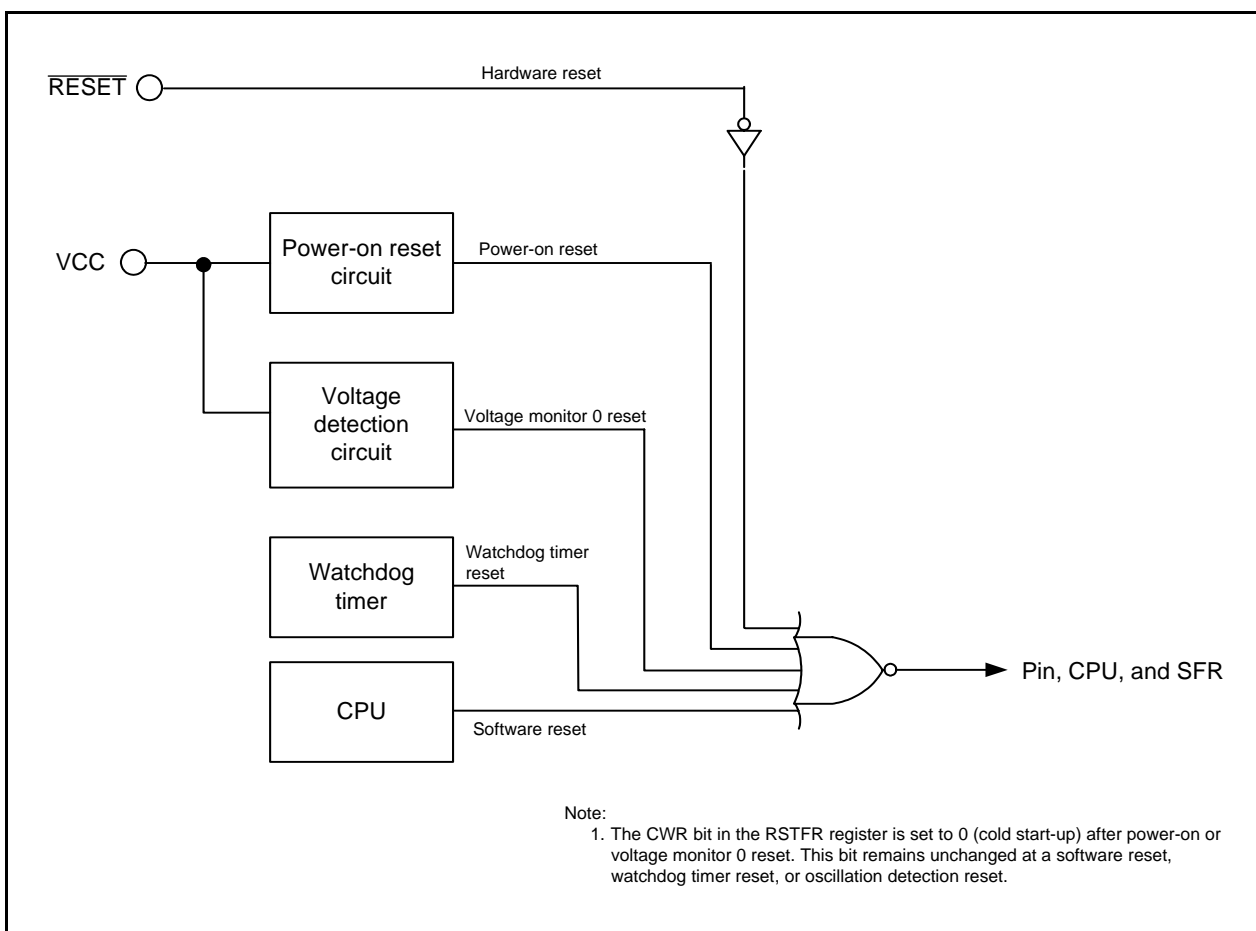 RESET
Hardware reset
VCC
Power-on reset
circuit
Power-on reset
Voltage
detection
circuit
Voltage monitor 0 reset
Watchdog
timer
Watchdog timer
reset
CPU
Software reset
Pin, CPU, and SFR
Note:
1. The CWR bit in the RSTFR register is set to 0 (cold start-up) after power-on or
voltage monitor 0 reset. This bit remains unchanged at a software reset,
watchdog timer reset, or oscillation detection reset.